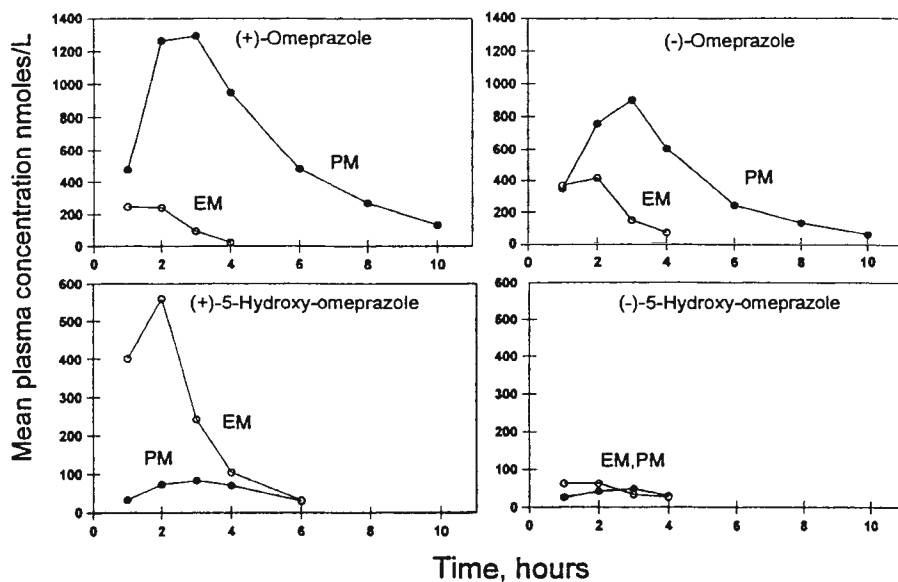 Mean plasma concentration nmoles/L
(+)-Omeprazole
1400
1200
1000
800
600
400
200
0
PM
EM
0 2 4 6 8 10
(-)-Omeprazole
1400
1200
1000
800
600
400
200
0
PM
EM
0 2 4 6 8 10
(+)-5-Hydroxy-omeprazole
600
500
400
300
200
100
0
EM
PM
0 2 4 6 8 10
(-)-5-Hydroxy-omeprazole
600
500
400
300
200
100
0
EM,PM
0 2 4 6 8 10
Time, hours